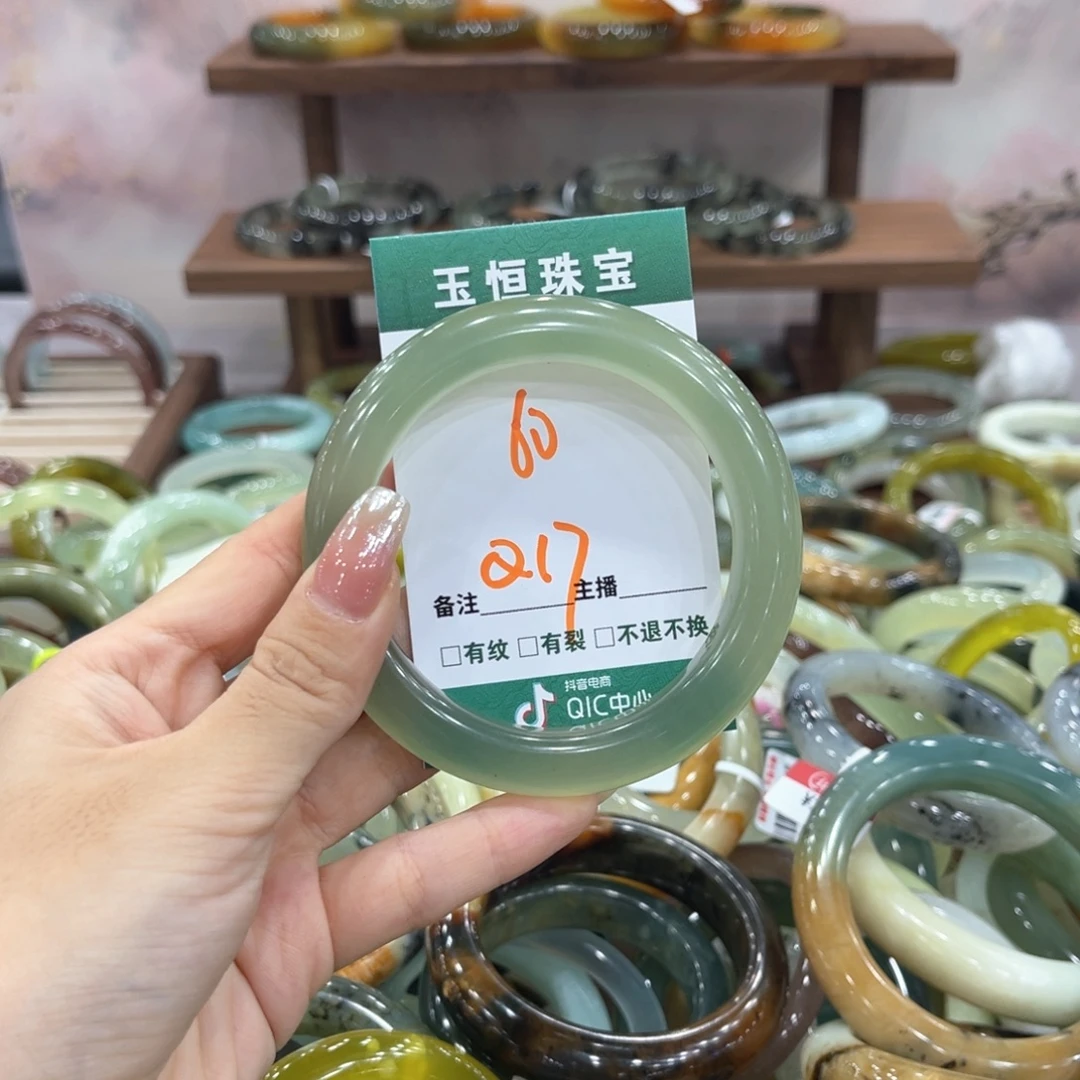 玉恒珠宝
60
Q17
备注 主播
□有纹 □有裂 □不退不换
抖音电商
QIC中心